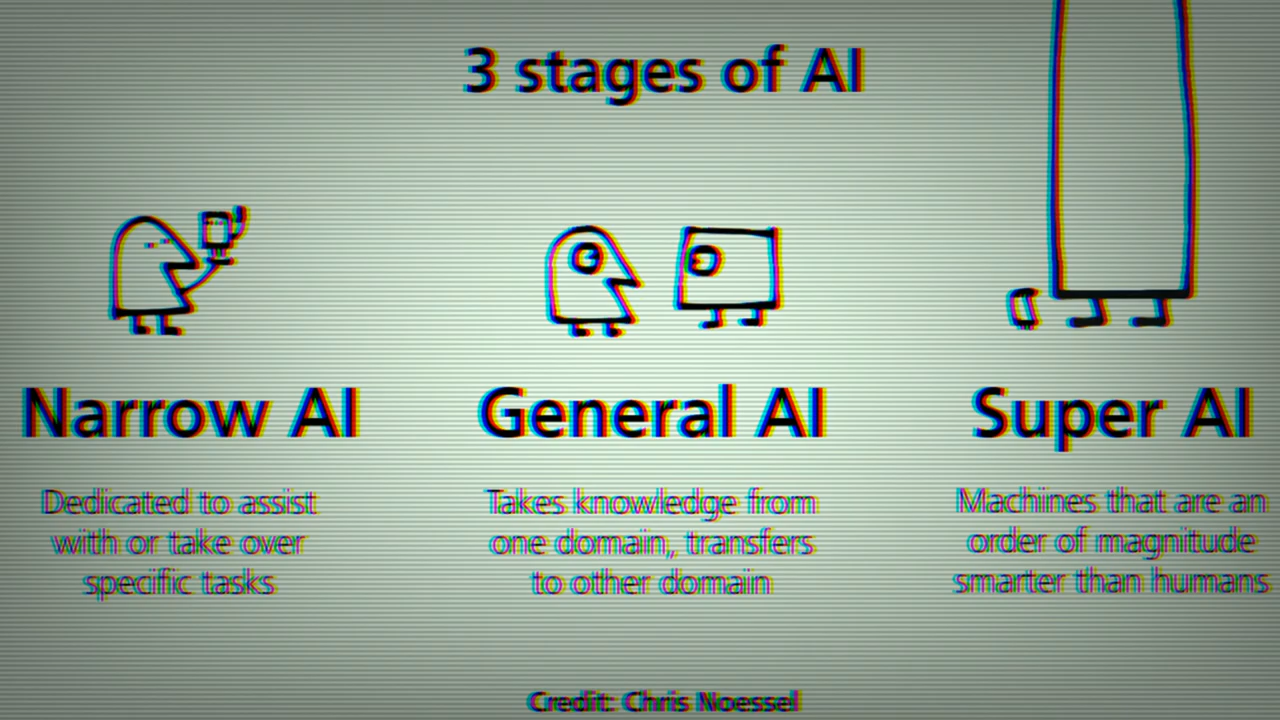 3 stages of AI
Narrow AI
Dedicated to assist
with or take over
specific tasks
General AI
Takes knowledge from
one domain, transfers
to other domain
Super AI
Machines that are an
order of magnitude
smarter than humans
Credit: Chris Noessel